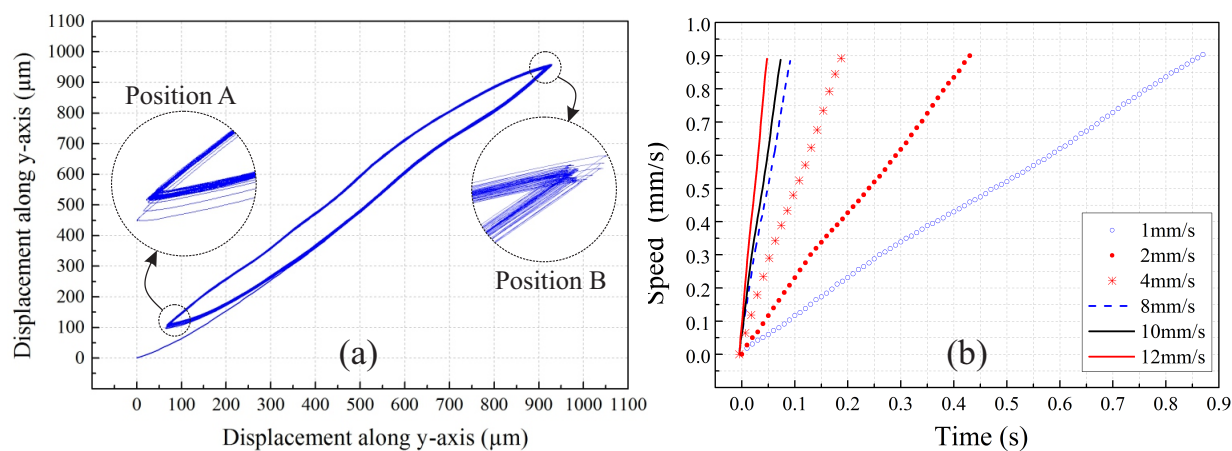 1100
1000
900
800
700
600
500
400
300
200
100
0
Displacement along y-axis (μm)
Position A
Position B
(a)
0 100 200 300 400 500 600 700 800 900 1000 1100
Displacement along y-axis (μm)
1.0
0.9
0.8
0.7
0.6
0.5
0.4
0.3
0.2
0.1
0.0
Speed (mm/s)
1mm/s
2mm/s
4mm/s
8mm/s
10mm/s
12mm/s
(b)
0.0 0.1 0.2 0.3 0.4 0.5 0.6 0.7 0.8 0.9
Time (s)